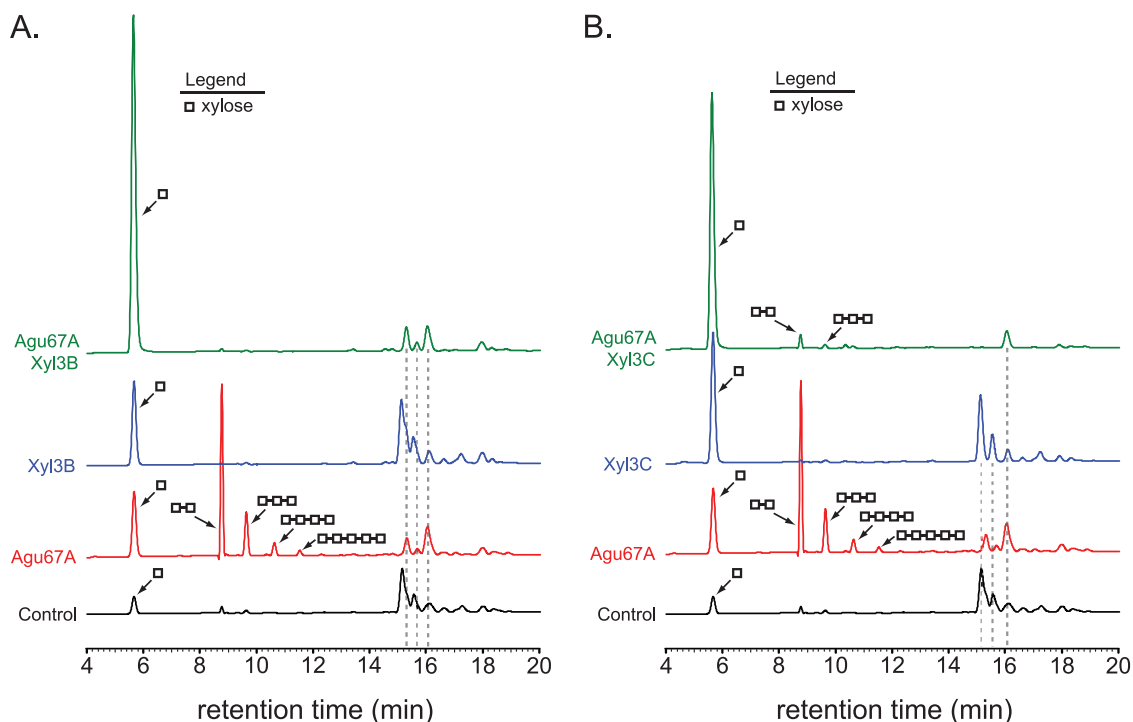 A.
Legend
xylose
Agu67A
Xyl3B
Xyl3B
Agu67A
Control
4 6 8 10 12 14 16 18 20
retention time (min)
B.
Legend
xylose
Agu67A
Xyl3C
Xyl3C
Agu67A
Control
4 6 8 10 12 14 16 18 20
retention time (min)